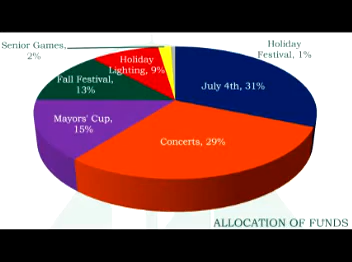 Senior Games,
2%
Holiday
Festival, 1%
Holiday
Lighting, 9%
Fall Festival,
13%
July 4th, 31%
Mayors' Cup,
15%
Concerts, 29%
ALLOCATION OF FUNDS